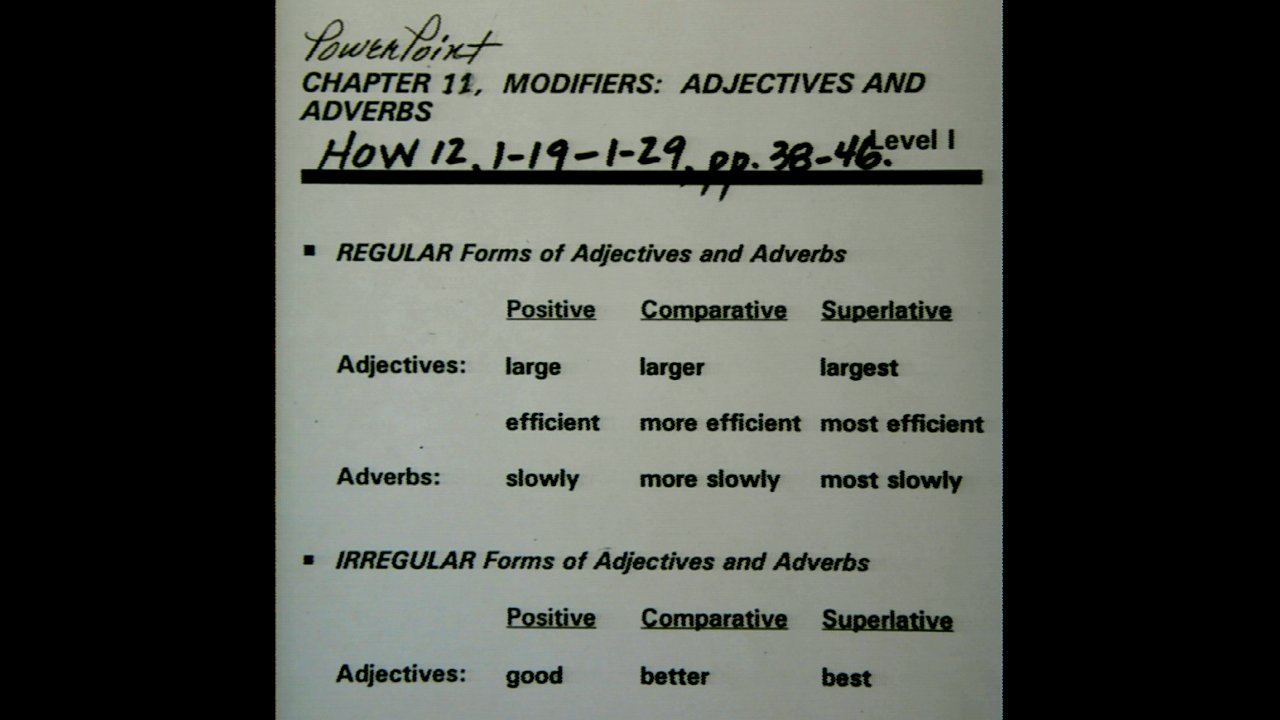 PowerPoint
CHAPTER 11, MODIFIERS: ADJECTIVES AND
ADVERBS
HOW 12, 1-19-1-29, pp. 38-46. Level I
▪ REGULAR Forms of Adjectives and Adverbs
Positive Comparative Superlative
Adjectives: large larger largest
efficient more efficient most efficient
Adverbs: slowly more slowly most slowly
▪ IRREGULAR Forms of Adjectives and Adverbs
Positive Comparative Superlative
Adjectives: good better best